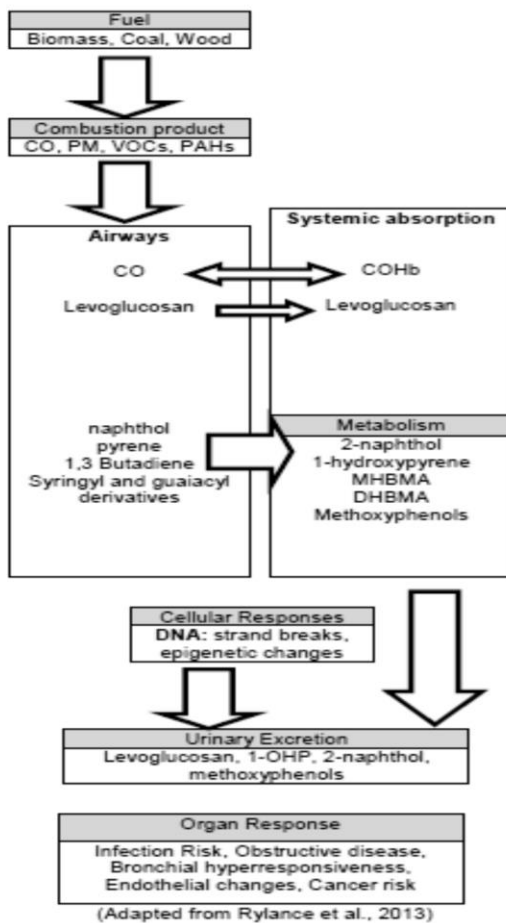 Fuel
Biomass, Coal, Wood
Combustion product
CO, PM, VOCs, PAHs
Airways
CO
Levoglucosan
naphthol
pyrene
1,3 Butadiene
Syringyl and guaiacyl
derivatives
Systemic absorption
COHb
Levoglucosan
Metabolism
2-naphthol
1-hydroxypyrene
MHBMA
DHBMA
Methoxyphenols
Cellular Responses
DNA: strand breaks,
epigenetic changes
Urinary Excretion
Levoglucosan, 1-OHP, 2-naphthol,
methoxyphenols
Organ Response
Infection Risk, Obstructive disease,
Bronchial hyperresponsiveness,
Endothelial changes, Cancer risk
(Adapted from Rylance et al., 2013)